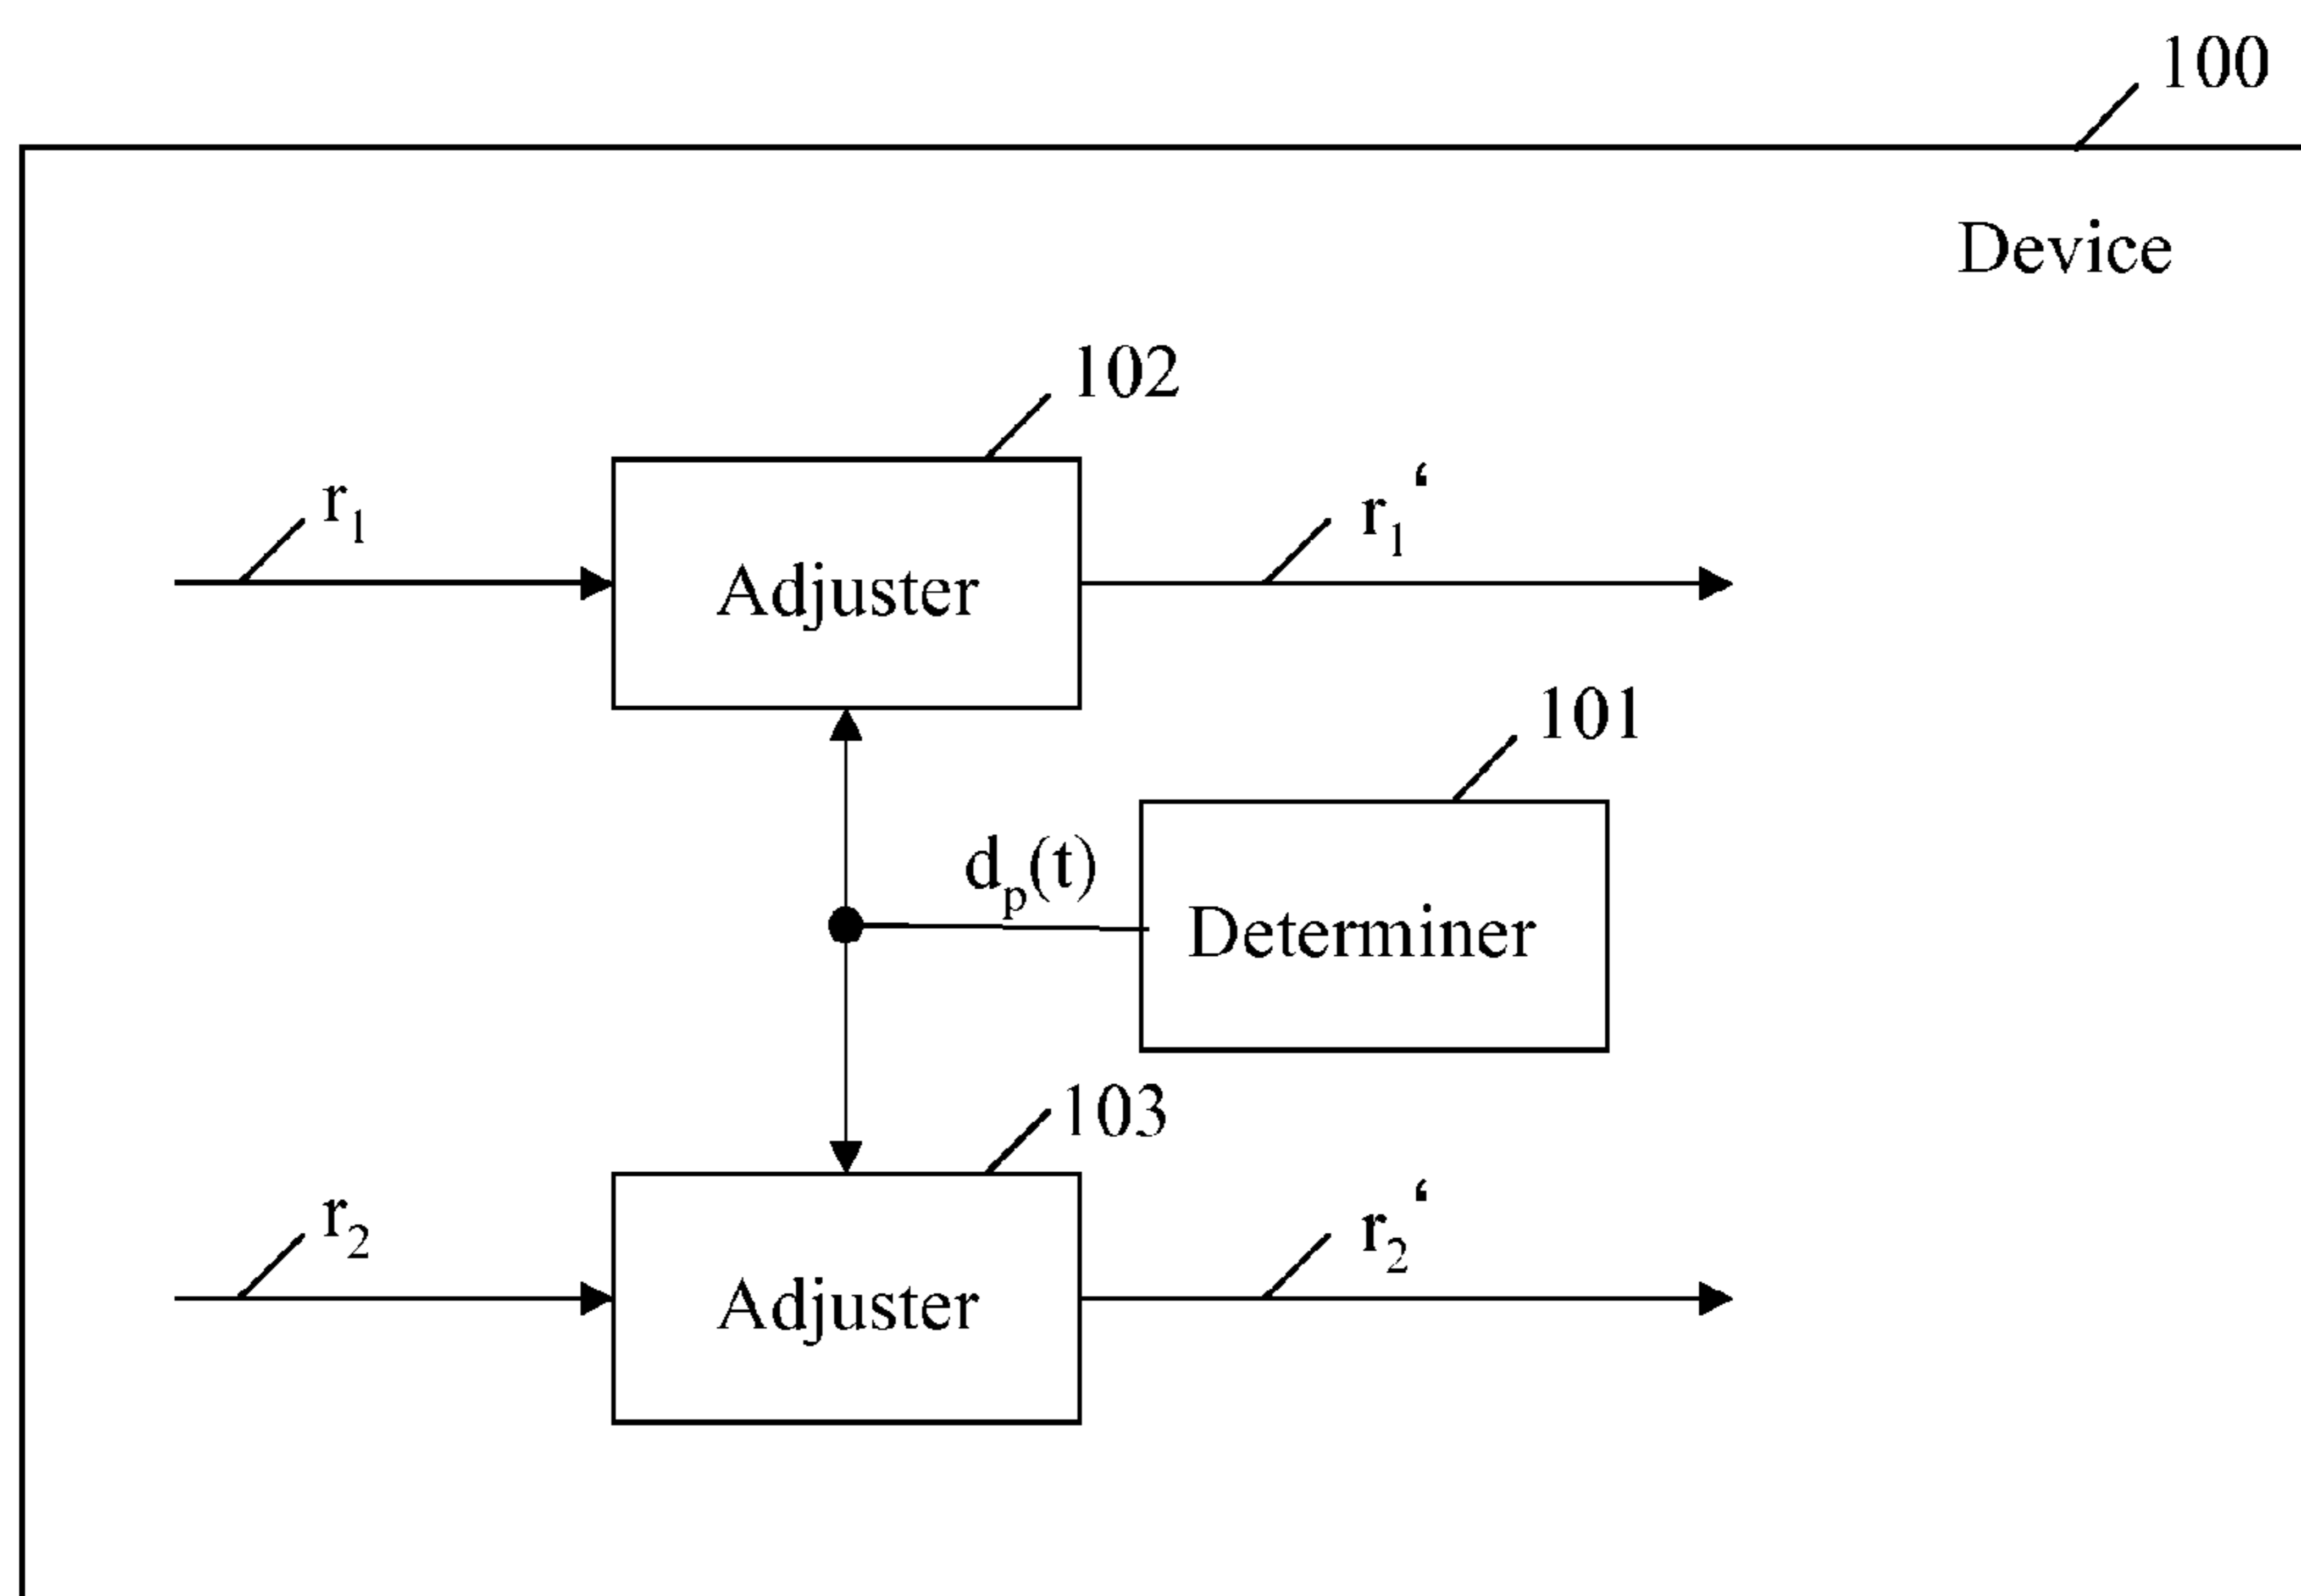 100
Device
102
r₁
r₁‘
Adjuster
101
dₚ(t)
Determiner
103
r₂
r₂‘
Adjuster